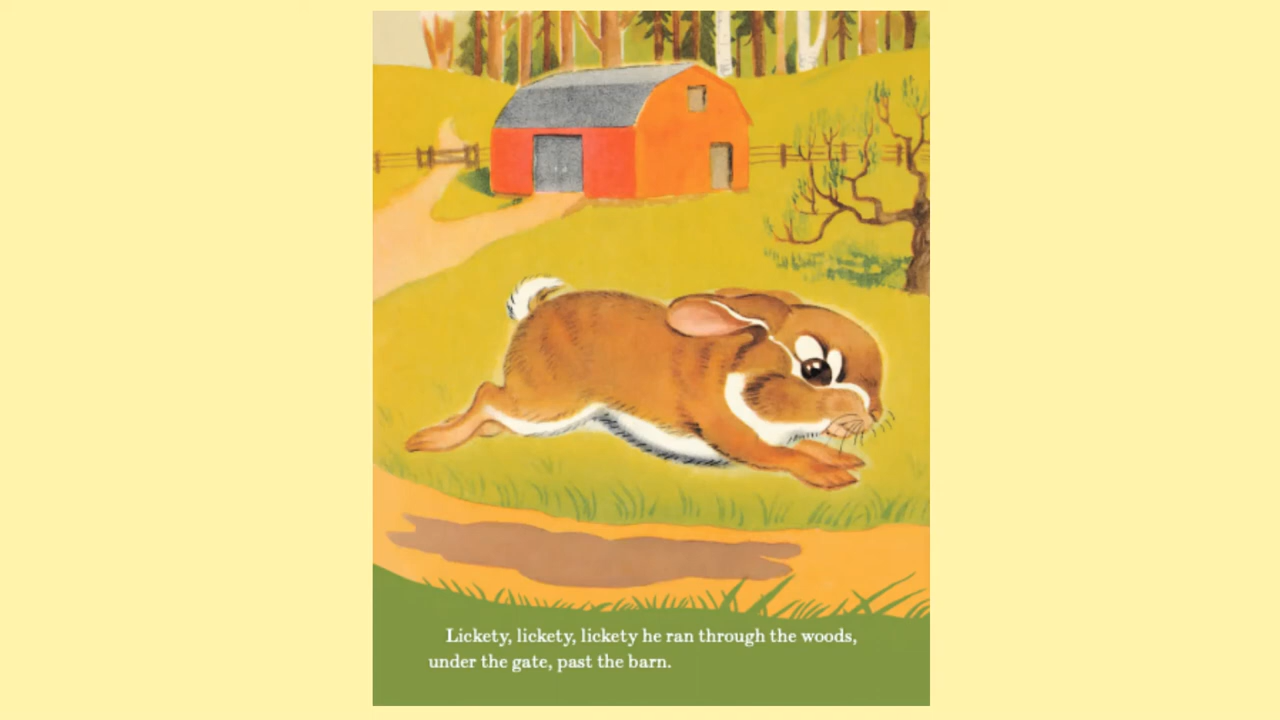 Lickety, lickety, lickety he ran through the woods,
under the gate, past the barn.